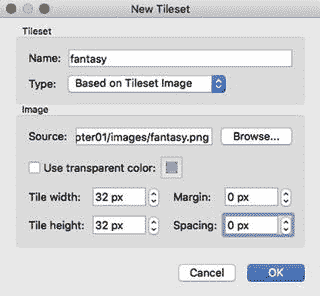 New Tileset
Tileset
Name: fantasy
Type: Based on Tileset Image
Image
Source: pter01/images/fantasy.png Browse...
Use transparent color:
Tile width: 32 px Margin: 0 px
Tile height: 32 px Spacing: 0 px
Cancel OK